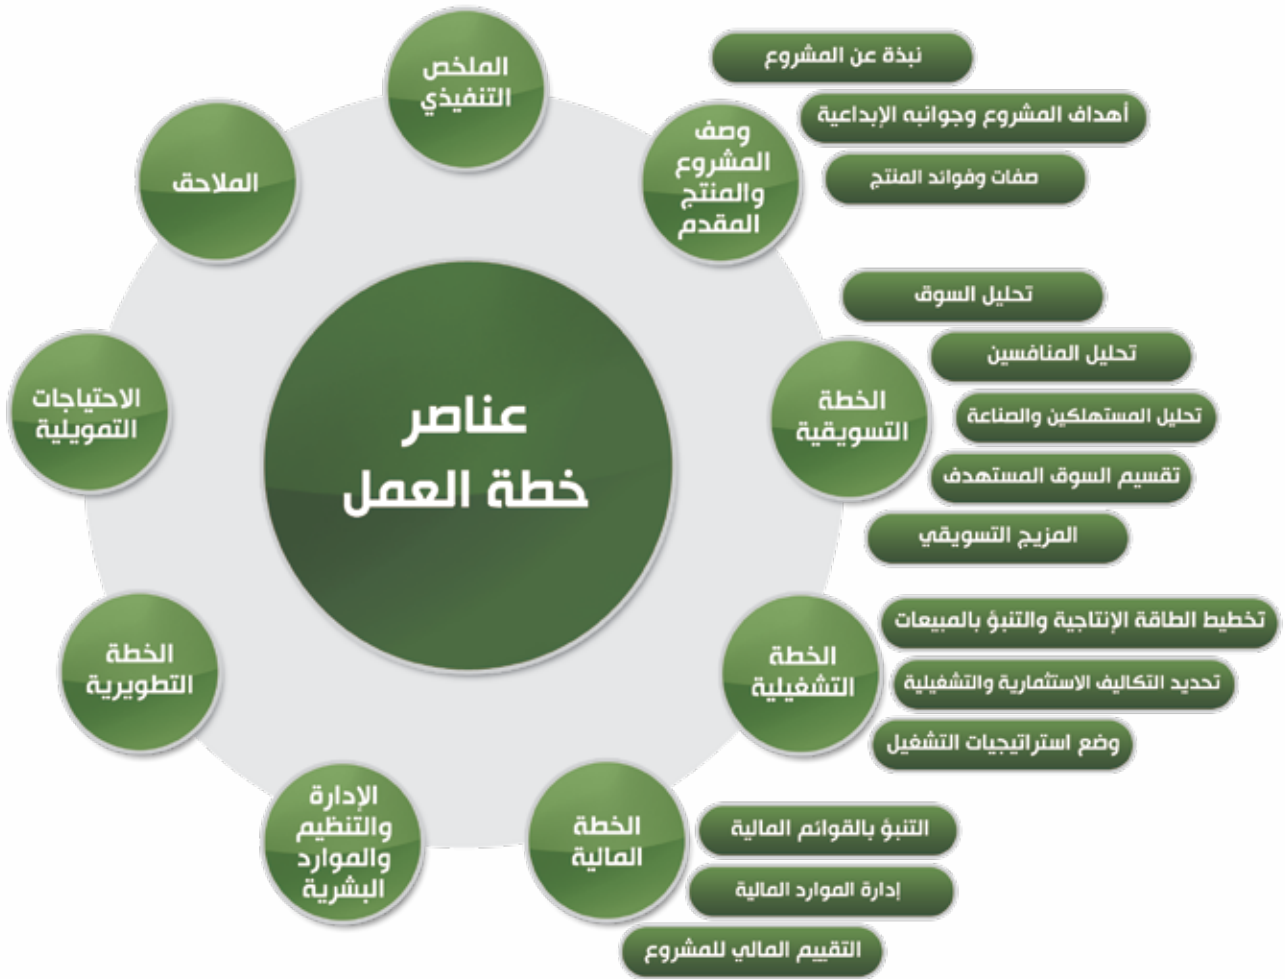 عناصر
خطة العمل
الملخص
التنفيذي
وصف
المشروع
والمنتج
المقدم
نبذة عن المشروع
أهداف المشروع وجوانبه الإبداعية
صفات وفوائد المنتج
الخطة
التسويقية
تحليل السوق
تحليل المنافسين
تحليل المستهلكين والصناعة
تقسيم السوق المستهدف
المزيج التسويقي
الخطة
التشغيلية
تخطيط الطاقة الإنتاجية والتنبؤ بالمبيعات
تحديد التكاليف الاستثمارية والتشغيلية
وضع استراتيجيات التشغيل
الخطة
المالية
التنبؤ بالقوائم المالية
إدارة الموارد المالية
التقييم المالي للمشروع
الإدارة
والتنظيم
والموارد
البشرية
الخطة
التطويرية
الاحتياجات
التمويلية
الملاحق